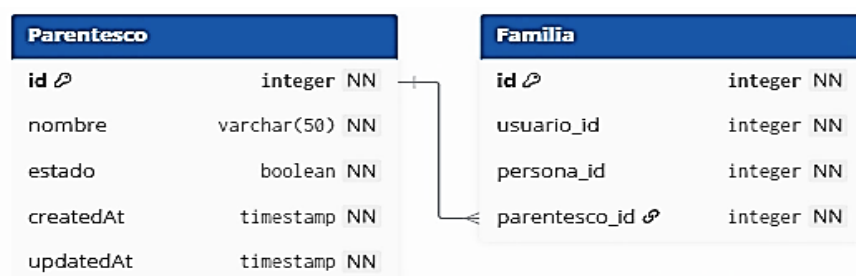 Parentesco
id integer NN
nombre varchar(50) NN
estado boolean NN
createdAt timestamp NN
updatedAt timestamp NN
Familia
id integer NN
usuario_id integer NN
persona_id integer NN
parentesco_id integer NN